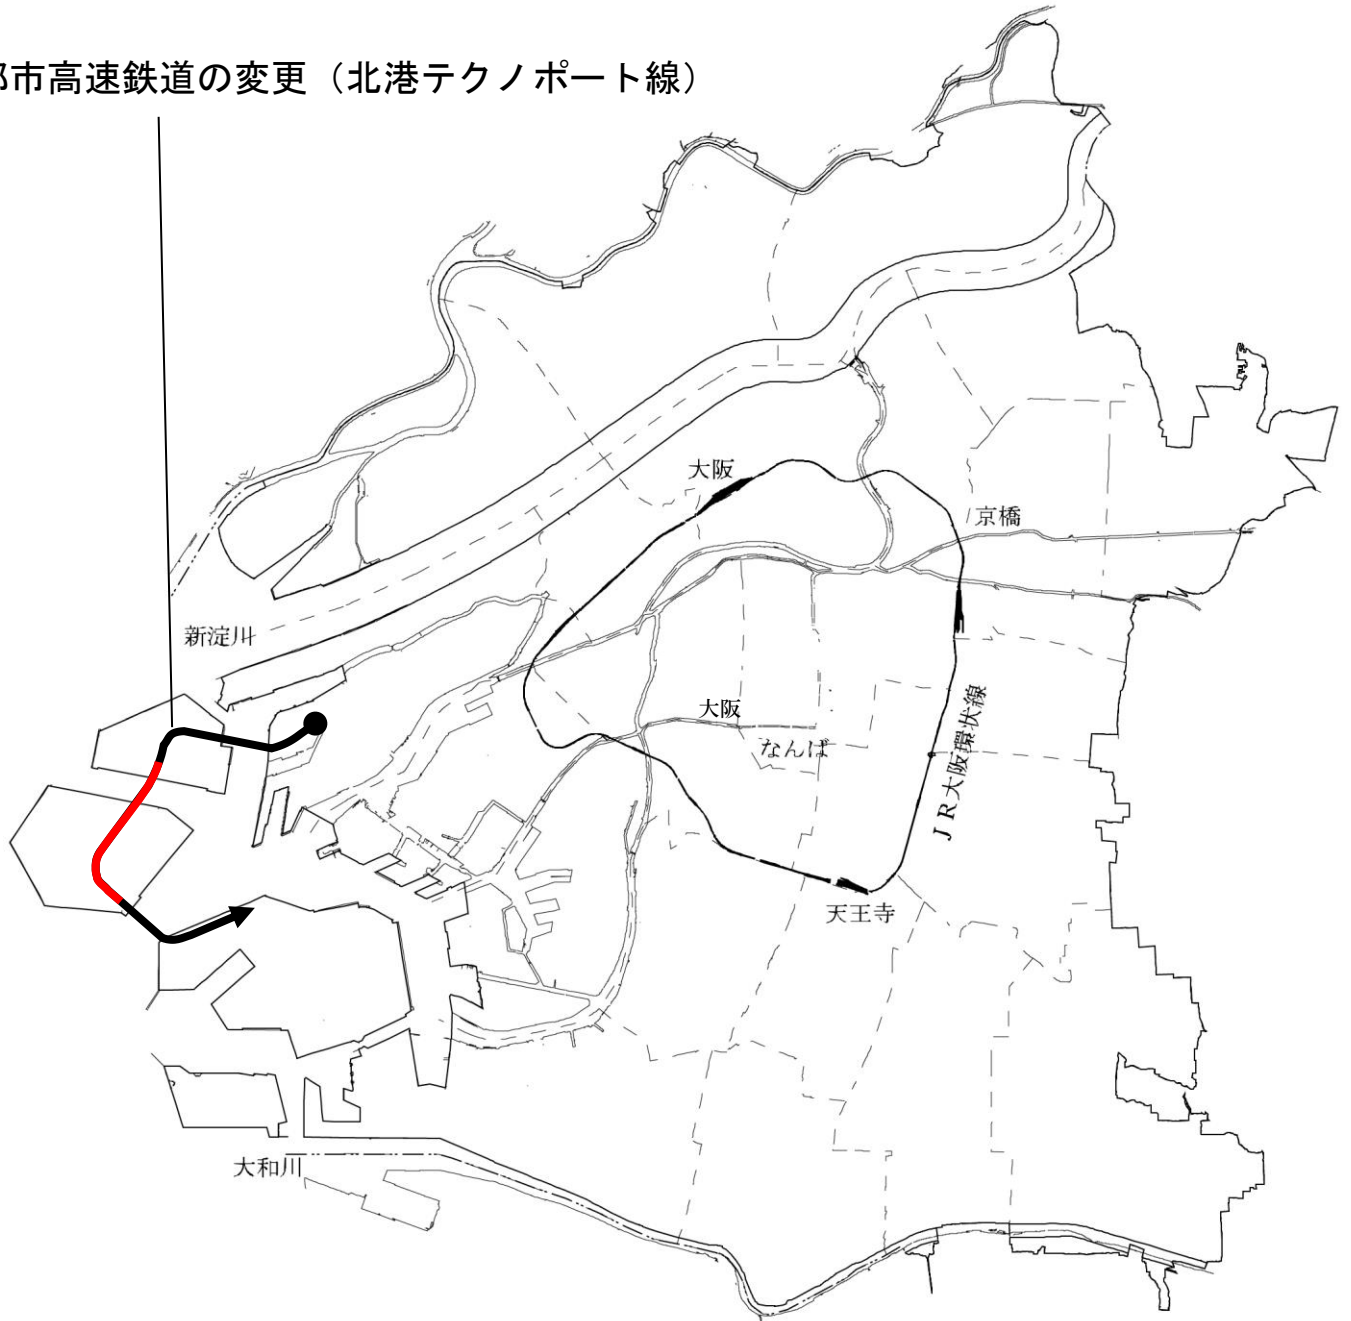 都市高速鉄道の変更（北港テクノポート線）
大阪
京橋
新淀川
大阪
なんば
JR大阪環状線
天王寺
大和川